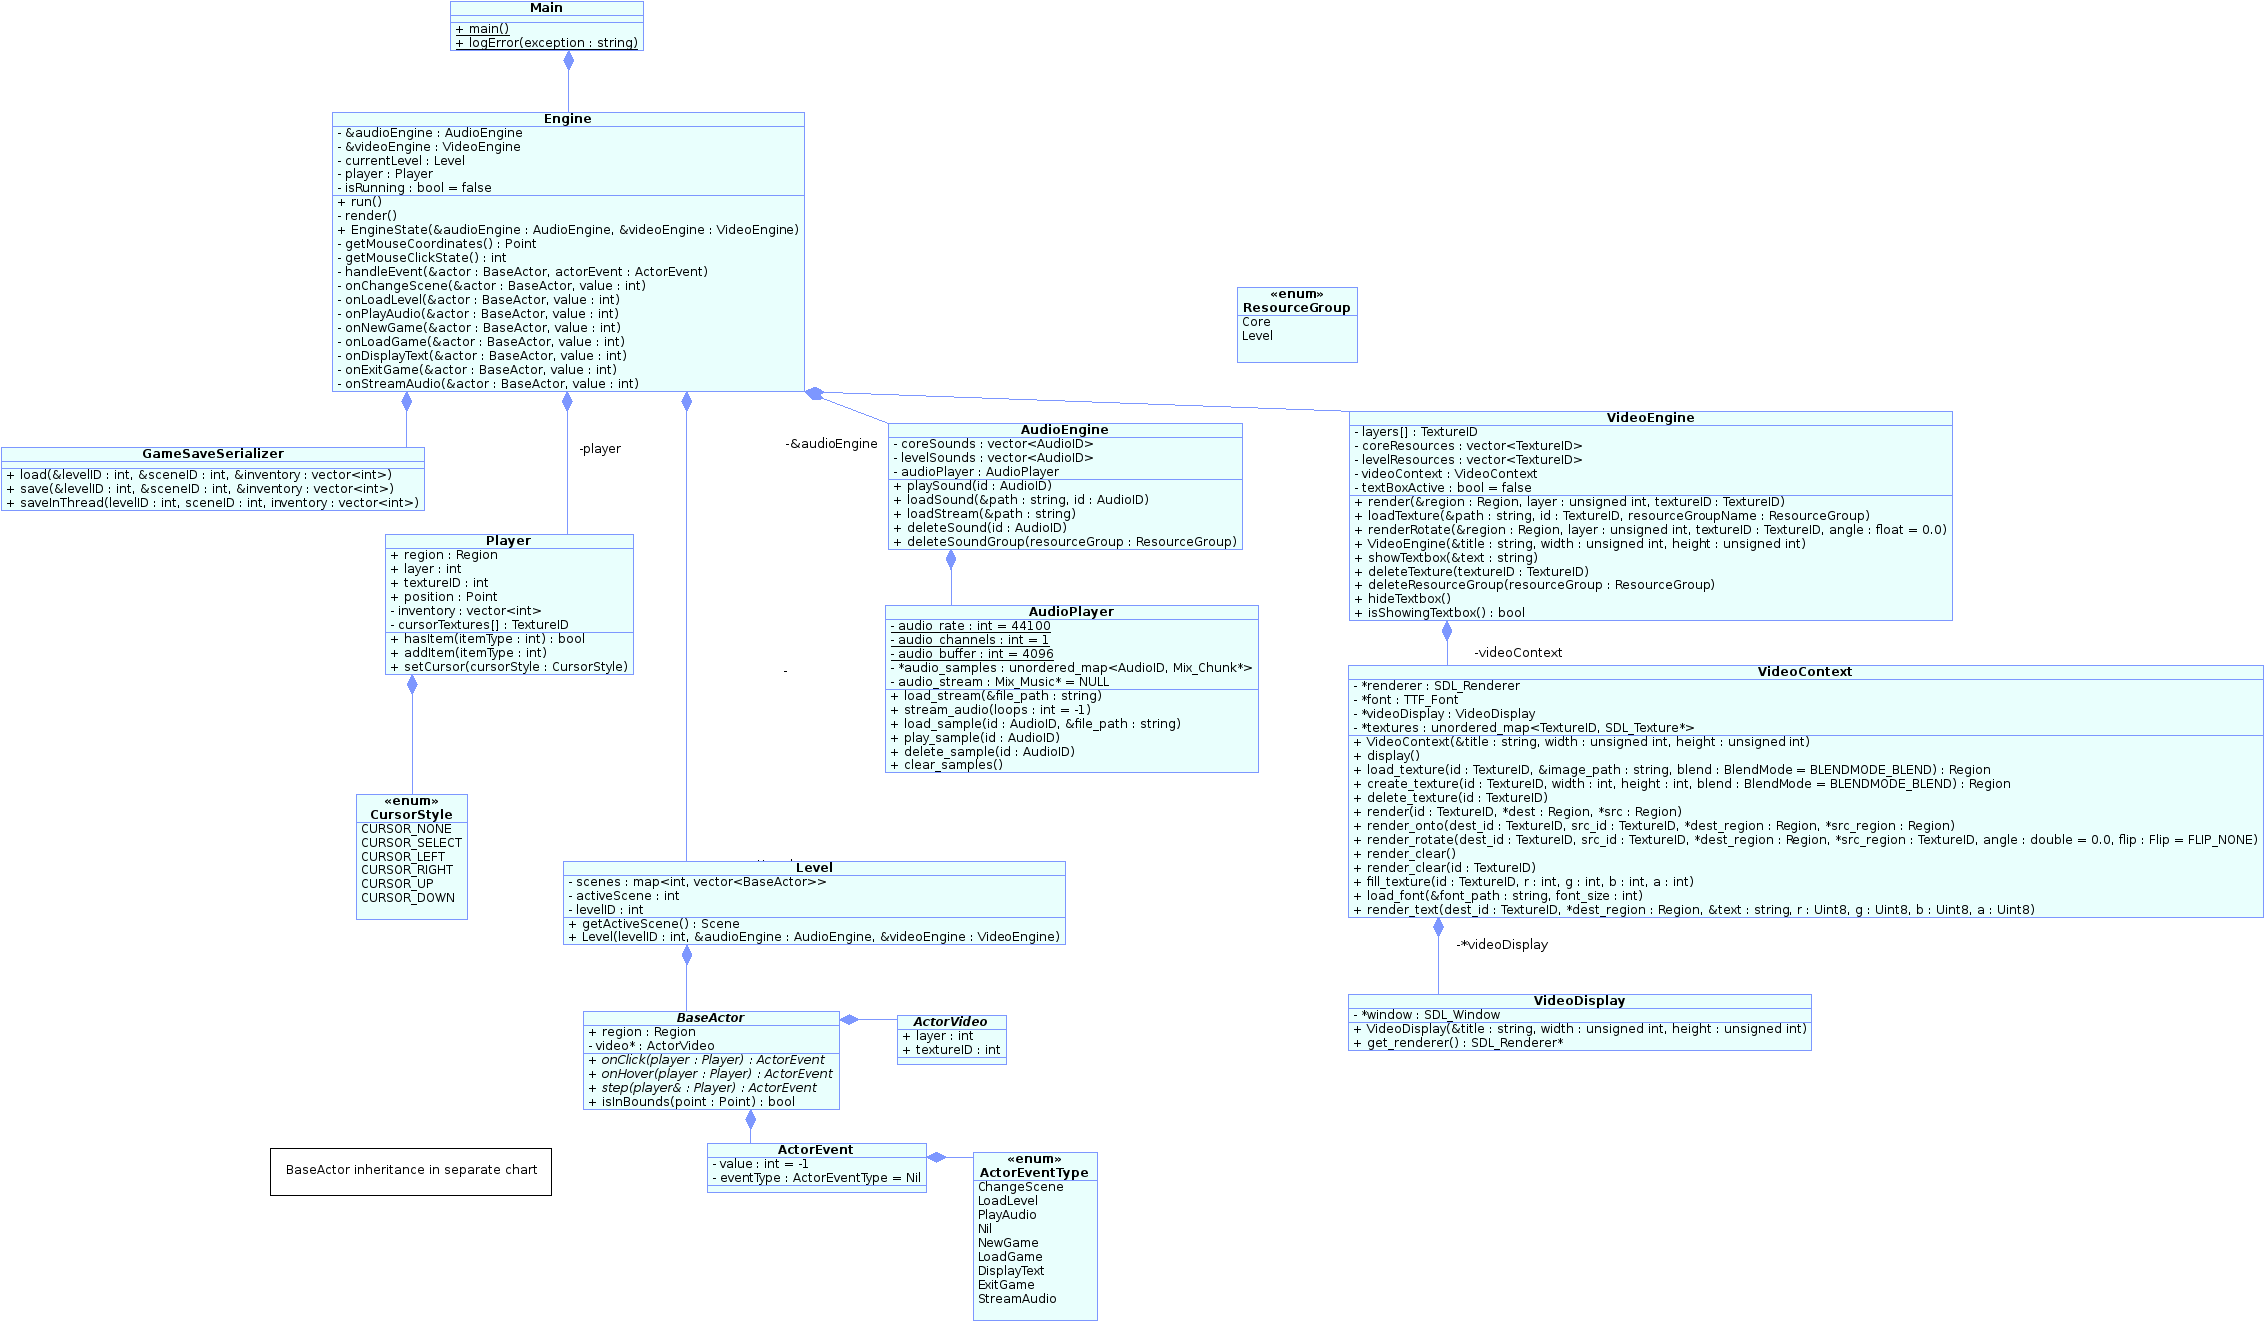 Main
+ main()
+ logError(exception : string)
Engine
- &audioEngine : AudioEngine
- &videoEngine : VideoEngine
- currentLevel : Level
- player : Player
- isRunning : bool = false
+ run()
- render()
+ EngineState(&audioEngine : AudioEngine, &videoEngine : VideoEngine)
- getMouseCoordinates() : Point
- getMouseClickState() : int
- handleEvent(&actor : BaseActor, actorEvent : ActorEvent)
- onChangeScene(&actor : BaseActor, value : int)
- onLoadLevel(&actor : BaseActor, value : int)
- onPlayAudio(&actor : BaseActor, value : int)
- onNewGame(&actor : BaseActor, value : int)
- onLoadGame(&actor : BaseActor, value : int)
- onDisplayText(&actor : BaseActor, value : int)
- onExitGame(&actor : BaseActor, value : int)
- onStreamAudio(&actor : BaseActor, value : int)
«enum»
ResourceGroup
Core
Level
GameSaveSerializer
+ load(&levelID : int, &sceneID : int, &inventory : vector<int>)
+ save(&levelID : int, &sceneID : int, &inventory : vector<int>)
+ saveInThread(levelID : int, sceneID : int, inventory : vector<int>)
-player
-&audioEngine
AudioEngine
- coreSounds : vector<AudioID>
- levelSounds : vector<AudioID>
- audioPlayer : AudioPlayer
+ playSound(id : AudioID)
+ loadSound(&path : string, id : AudioID)
+ loadStream(&path : string)
+ deleteSound(id : AudioID)
+ deleteSoundGroup(resourceGroup : ResourceGroup)
VideoEngine
- layers[] : TextureID
- coreResources : vector<TextureID>
- levelResources : vector<TextureID>
- videoContext : VideoContext
- textBoxActive : bool = false
+ render(&region : Region, layer : unsigned int, textureID : TextureID)
+ loadTexture(&path : string, id : TextureID, resourceGroupName : ResourceGroup)
+ renderRotate(&region : Region, layer : unsigned int, textureID : TextureID, angle : float = 0.0)
+ VideoEngine(&title : string, width : unsigned int, height : unsigned int)
+ showTextbox(&text : string)
+ deleteTexture(textureID : TextureID)
+ deleteResourceGroup(resourceGroup : ResourceGroup)
+ hideTextbox()
+ isShowingTextbox() : bool
Player
+ region : Region
+ layer : int
+ textureID : int
+ position : Point
- inventory : vector<int>
- cursorTextures[] : TextureID
+ hasItem(itemType : int) : bool
+ addItem(itemType : int)
+ setCursor(cursorStyle : CursorStyle)
AudioPlayer
- audio_rate : int = 44100
- audio_channels : int = 1
- audio_buffer : int = 4096
- *audio_samples : unordered_map<AudioID, Mix_Chunk*>
- audio_stream : Mix_Music* = NULL
+ load_stream(&file_path : string)
+ stream_audio(loops : int = -1)
+ load_sample(id : AudioID, &file_path : string)
+ play_sample(id : AudioID)
+ delete_sample(id : AudioID)
+ clear_samples()
-
-videoContext
VideoContext
- *renderer : SDL_Renderer
- *font : TTF_Font
- *videoDisplay : VideoDisplay
- *textures : unordered_map<TextureID, SDL_Texture*>
+ VideoContext(&title : string, width : unsigned int, height : unsigned int)
+ display()
+ load_texture(id : TextureID, &image_path : string, blend : BlendMode = BLENDMODE_BLEND) : Region
+ create_texture(id : TextureID, width : int, height : int, blend : BlendMode = BLENDMODE_BLEND) : Region
+ delete_texture(id : TextureID)
+ render(id : TextureID, *dest : Region, *src : Region)
+ render_onto(dest_id : TextureID, src_id : TextureID, *dest_region : Region, *src_region : Region)
+ render_rotate(dest_id : TextureID, src_id : TextureID, *dest_region : Region, *src_region : TextureID, angle : double = 0.0, flip : Flip = FLIP_NONE)
+ render_clear()
+ render_clear(id : TextureID)
+ fill_texture(id : TextureID, r : int, g : int, b : int, a : int)
+ load_font(&font_path : string, font_size : int)
+ render_text(dest_id : TextureID, *dest_region : Region, &text : string, r : Uint8, g : Uint8, b : Uint8, a : Uint8)
«enum»
CursorStyle
CURSOR_NONE
CURSOR_SELECT
CURSOR_LEFT
CURSOR_RIGHT
CURSOR_UP
CURSOR_DOWN
Level
- scenes : map<int, vector<BaseActor>>
- activeScene : int
- levelID : int
+ getActiveScene() : Scene
+ Level(levelID : int, &audioEngine : AudioEngine, &videoEngine : VideoEngine)
-*videoDisplay
VideoDisplay
- *window : SDL_Window
+ VideoDisplay(&title : string, width : unsigned int, height : unsigned int)
+ get_renderer() : SDL_Renderer*
BaseActor
+ region : Region
- video* : ActorVideo
+ onClick(player : Player) : ActorEvent
+ onHover(player : Player) : ActorEvent
+ step(player& : Player) : ActorEvent
+ isInBounds(point : Point) : bool
ActorVideo
+ layer : int
+ textureID : int
ActorEvent
- value : int = -1
- eventType : ActorEventType = Nil
«enum»
ActorEventType
ChangeScene
LoadLevel
PlayAudio
Nil
NewGame
LoadGame
DisplayText
ExitGame
StreamAudio
BaseActor inheritance in separate chart